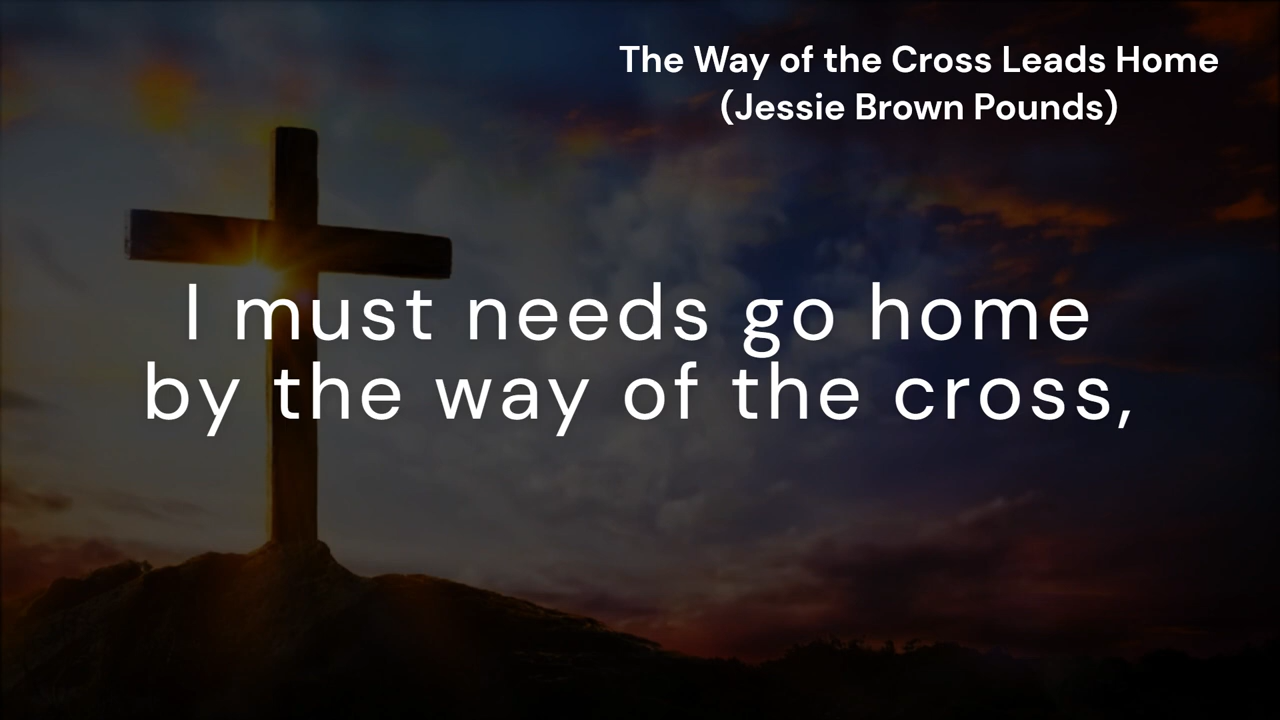 The Way of the Cross Leads Home
(Jessie Brown Pounds)
I must needs go home
by the way of the cross,